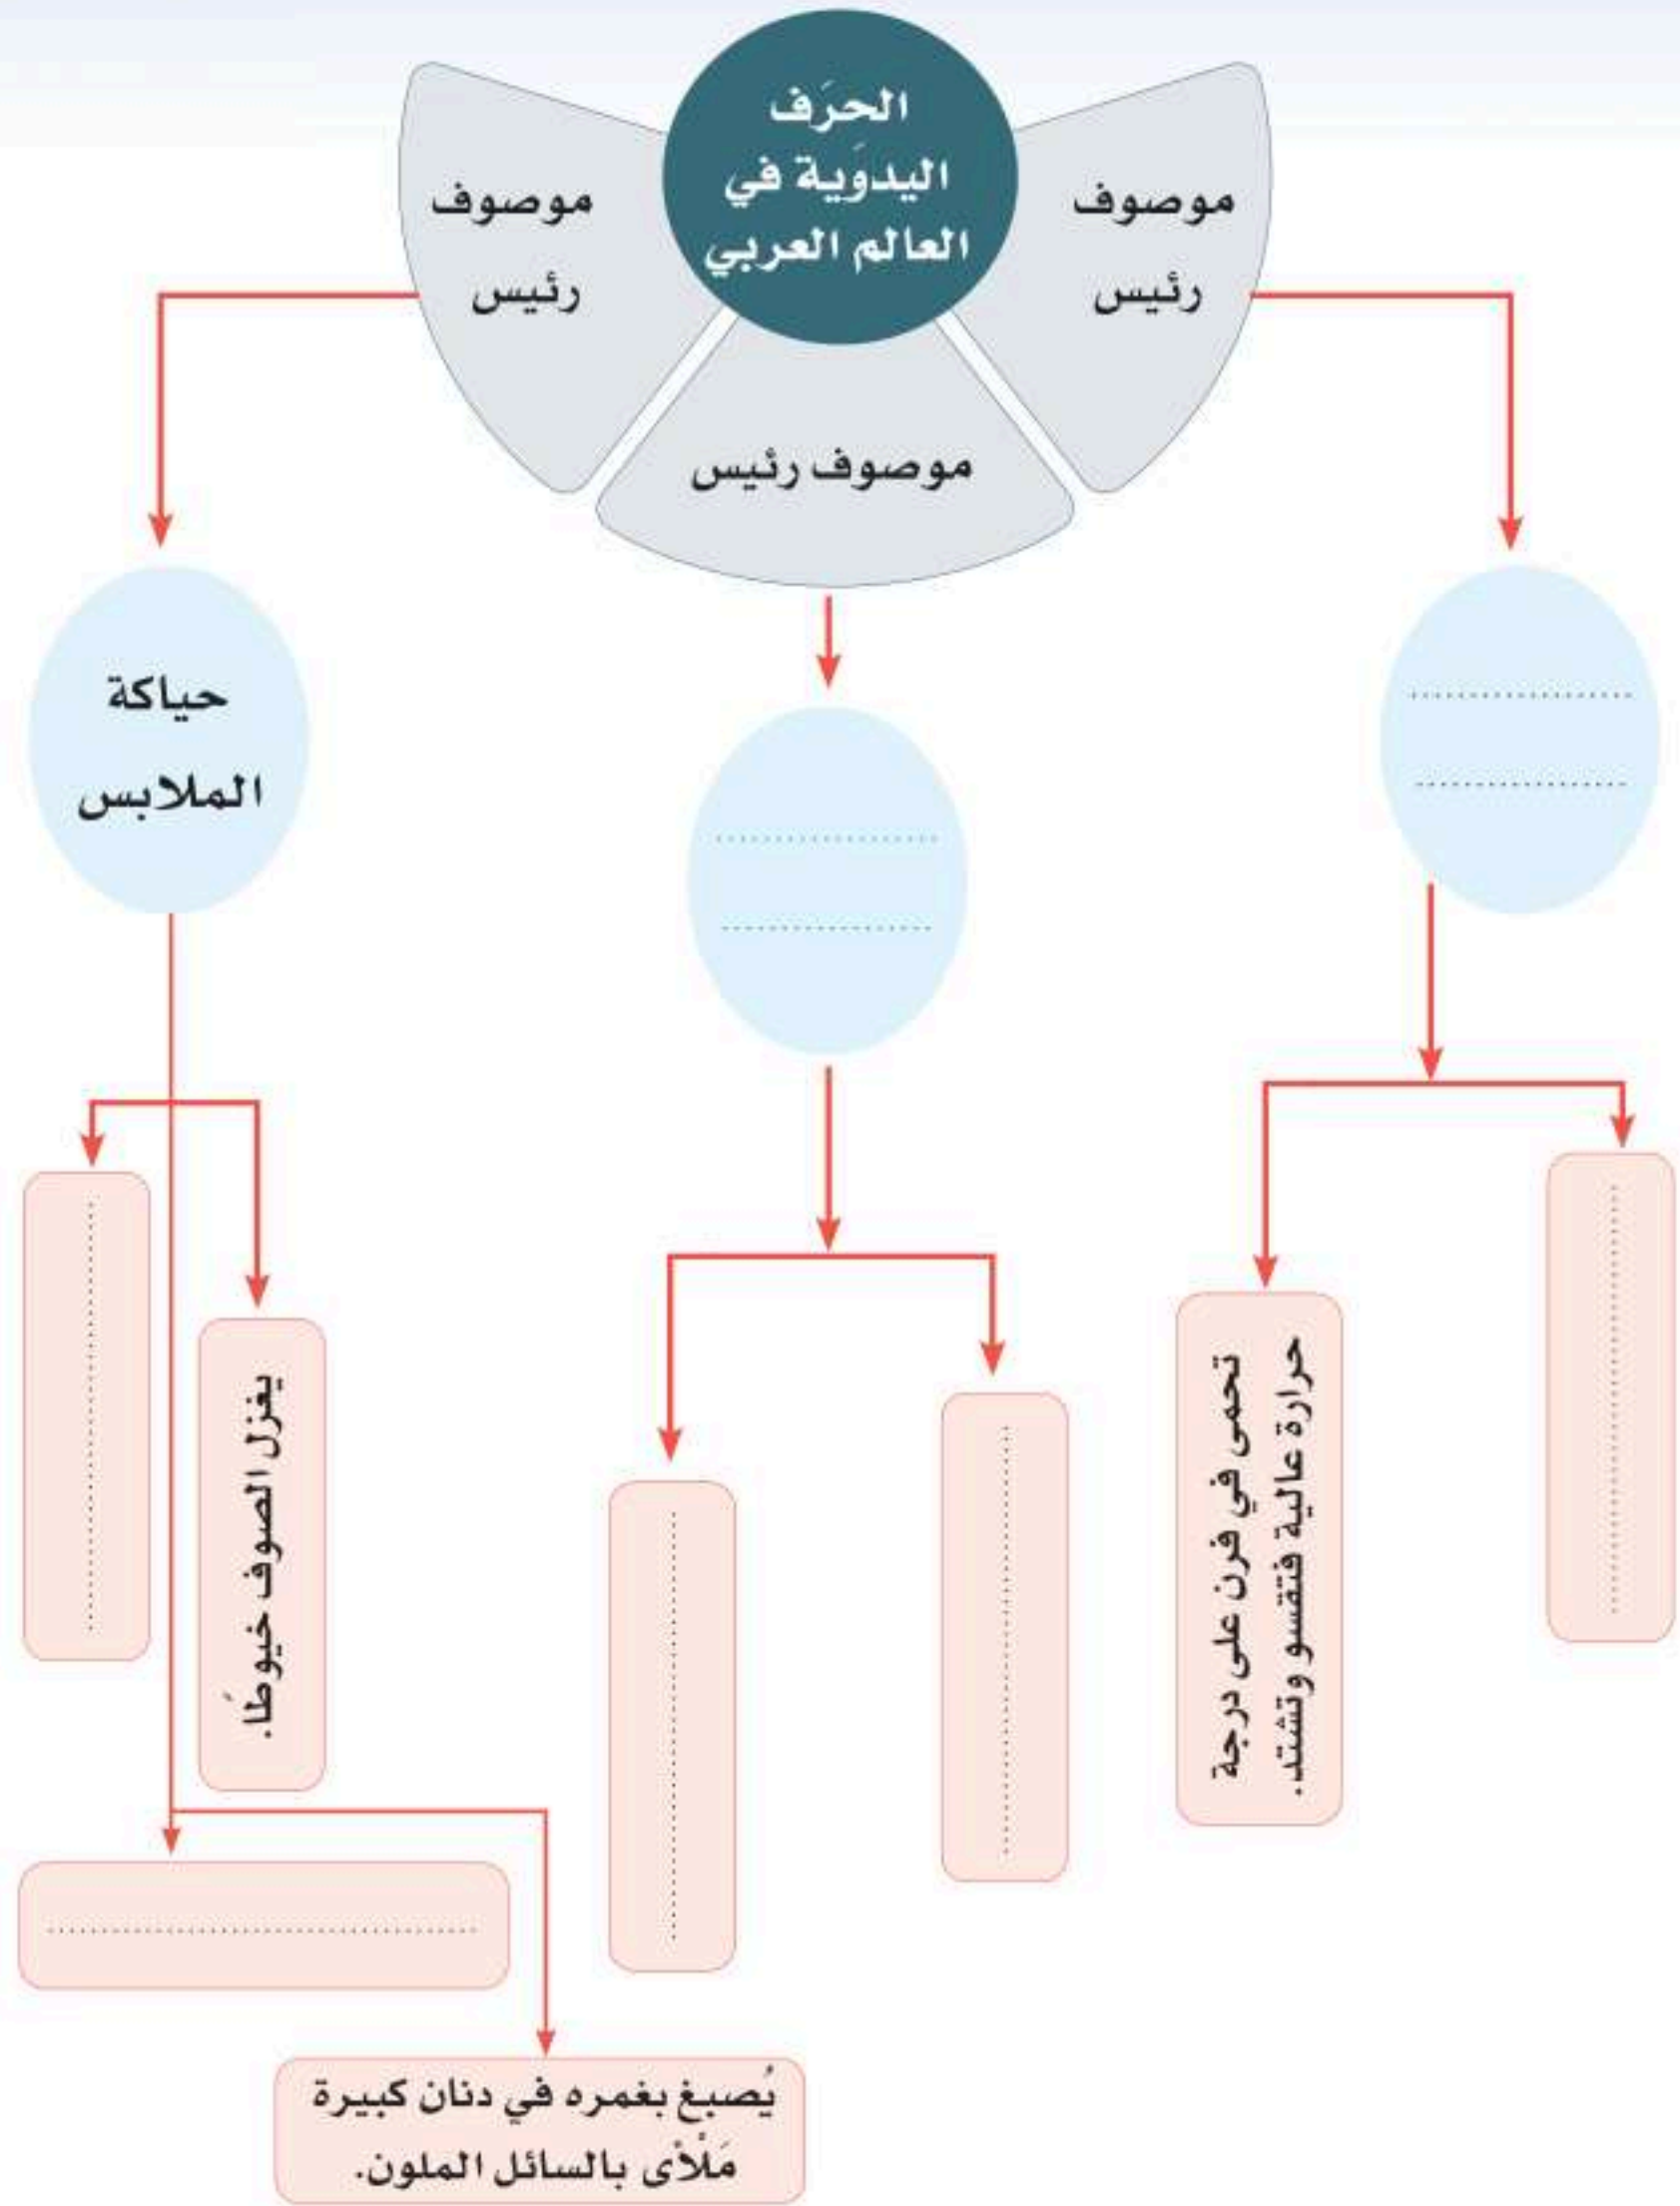 الحرَف
اليدوَية في
العالم العربي
موصوف
رئيس
موصوف رئيس
موصوف
رئيس
حياكة
الملابس
تحمى في فرن على درجة
حرارة عالية فتقسو وتشتد.
يغزل الصوف خيوطًا.
يُصبغ بغمره في دنان كبيرة
مَلْأى بالسائل الملون.